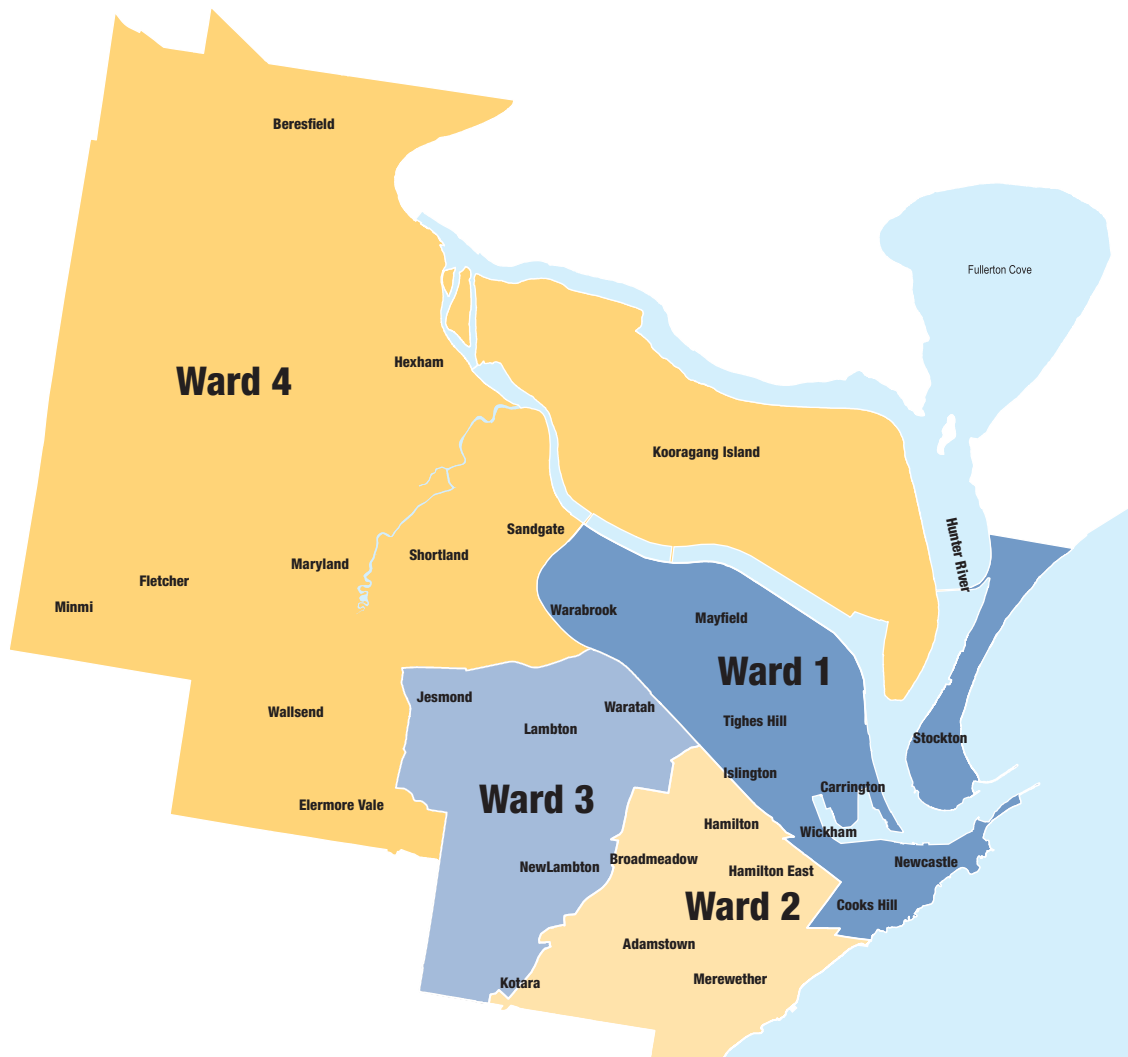 Beresfield
Fullerton Cove
Hexham
Ward 4
Kooragang Island
Sandgate
Hunter River
Shortland
Maryland
Fletcher
Minmi
Warabrook
Mayfield
Ward 1
Jesmond
Waratah
Wallsend
Tighes Hill
Lambton
Stockton
Islington
Carrington
Ward 3
Elermore Vale
Hamilton
Wickham
Broadmeadow
NewLambton
Hamilton East
Newcastle
Ward 2
Cooks Hill
Adamstown
Merewether
Kotara